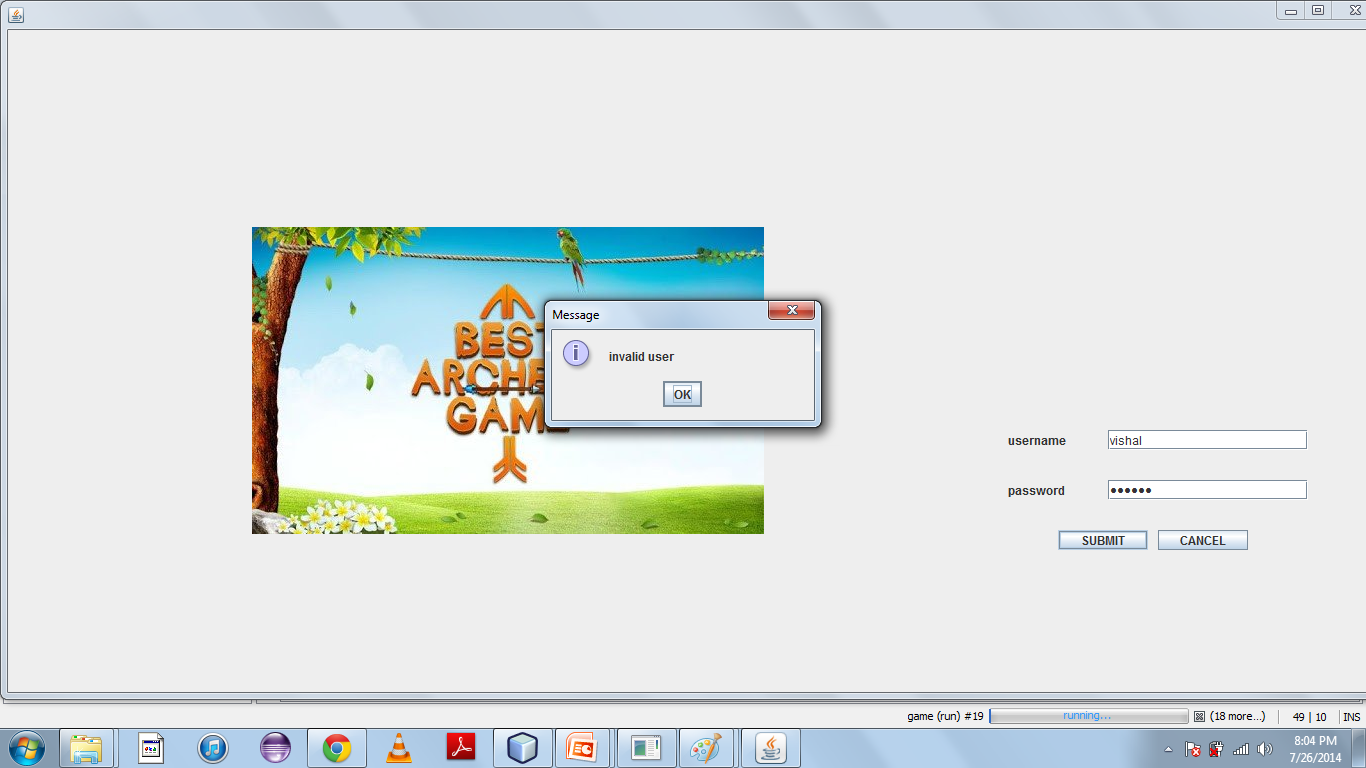 Message
invalid user
OK
BEST
ARCHE
GAM
username
vishal
password
••••••
SUBMIT
CANCEL
game (run) #19
running...
(18 more...)
49 | 10
INS
8:04 PM
7/26/2014